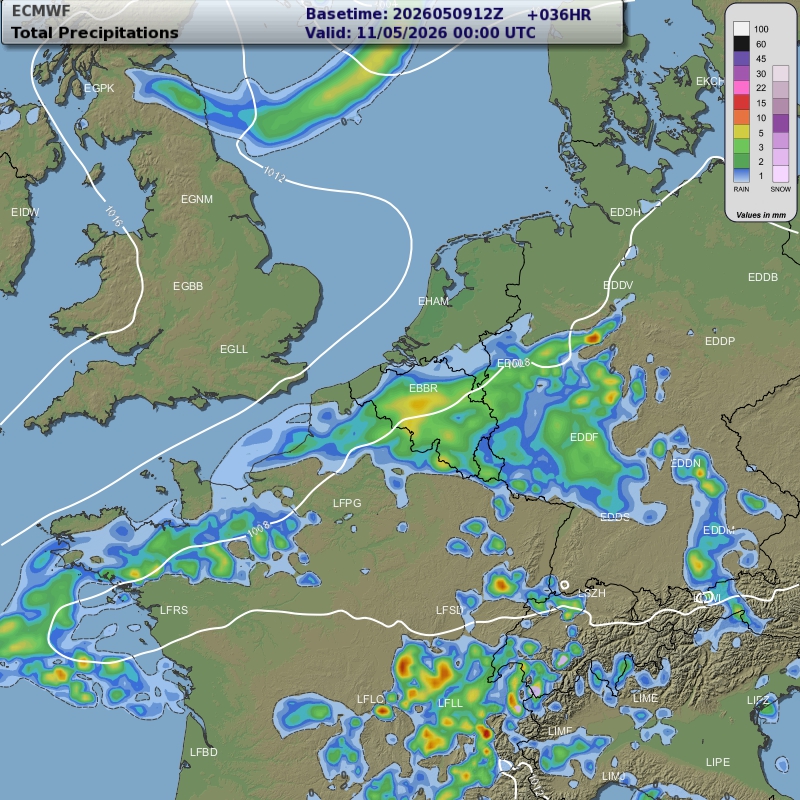 ECMWF
Basetime: 2026050912Z +036HR
Total Precipitations
Valid: 11/05/2026 00:00 UTC
100
60
45
30
22
15
10
5
3
2
1
RAIN SNOW
Values in mm
EGPK
EKCH
1012
EGNM
EIDW
1016
EDDH
EDDB
EGBB
EDDV
EHAM
EDDP
EGLL
EBBR
EDDF
EDDN
LFPG
EDDS
1008
EDDM
LSZH
LFRS
LFSD
LOWI
LFLC
LFLL
LIME
LIPZ
LIMF
LFBD
LIPE
LIMJ
1012